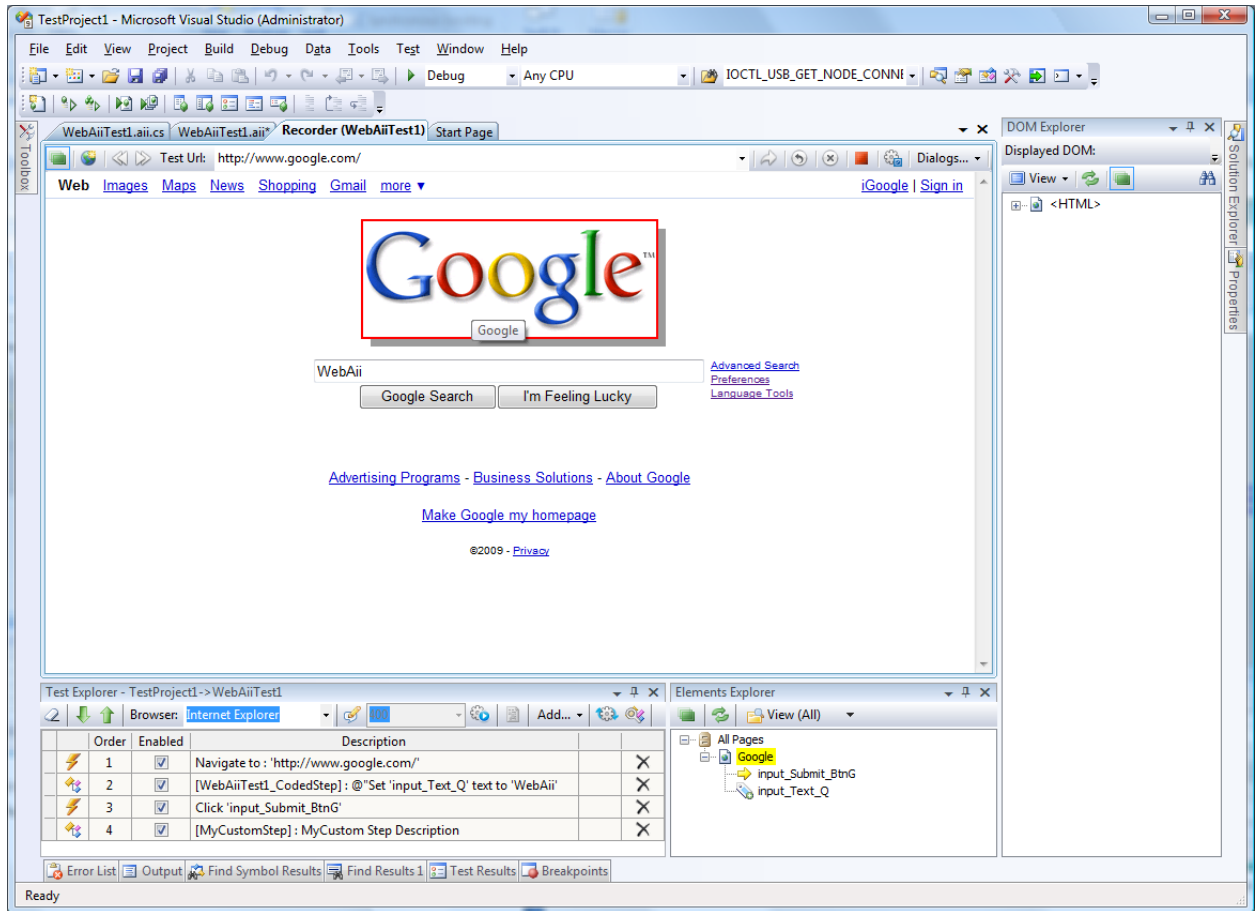 TestProject1 - Microsoft Visual Studio (Administrator)
File Edit View Project Build Debug Data Tools Test Window Help
Debug Any CPU IOCTL_USB_GET_NODE_CONNE
WebAiiTest1.aii.cs WebAiiTest1.aii* Recorder (WebAiiTest1) Start Page
Toolbox
Test Url: http://www.google.com/ Dialogs...
Web Images Maps News Shopping Gmail more ▼ iGoogle | Sign in
Google™
Google
WebAii
Advanced Search
Preferences
Language Tools
Google Search I'm Feeling Lucky
Advertising Programs - Business Solutions - About Google
Make Google my homepage
©2009 - Privacy
DOM Explorer
Displayed DOM:
View
<HTML>
Solution Explorer
Properties
Test Explorer - TestProject1->WebAiiTest1
Browser: Internet Explorer 400 Add...
Order Enabled Description
1 Navigate to : 'http://www.google.com/'
2 [WebAiiTest1_CodedStep] : @"Set 'input_Text_Q' text to 'WebAii'
3 Click 'input_Submit_BtnG'
4 [MyCustomStep] : MyCustom Step Description
Elements Explorer
View (All)
All Pages
Google
input_Submit_BtnG
input_Text_Q
Error List Output Find Symbol Results Find Results 1 Test Results Breakpoints
Ready